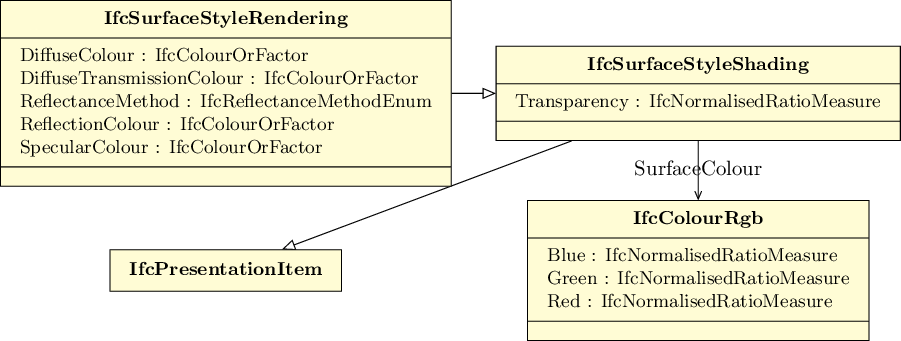 IfcSurfaceStyleRendering
DiffuseColour : IfcColourOrFactor
DiffuseTransmissionColour : IfcColourOrFactor
ReflectanceMethod : IfcReflectanceMethodEnum
ReflectionColour : IfcColourOrFactor
SpecularColour : IfcColourOrFactor
IfcSurfaceStyleShading
Transparency : IfcNormalisedRatioMeasure
SurfaceColour
IfcPresentationItem
IfcColourRgb
Blue : IfcNormalisedRatioMeasure
Green : IfcNormalisedRatioMeasure
Red : IfcNormalisedRatioMeasure